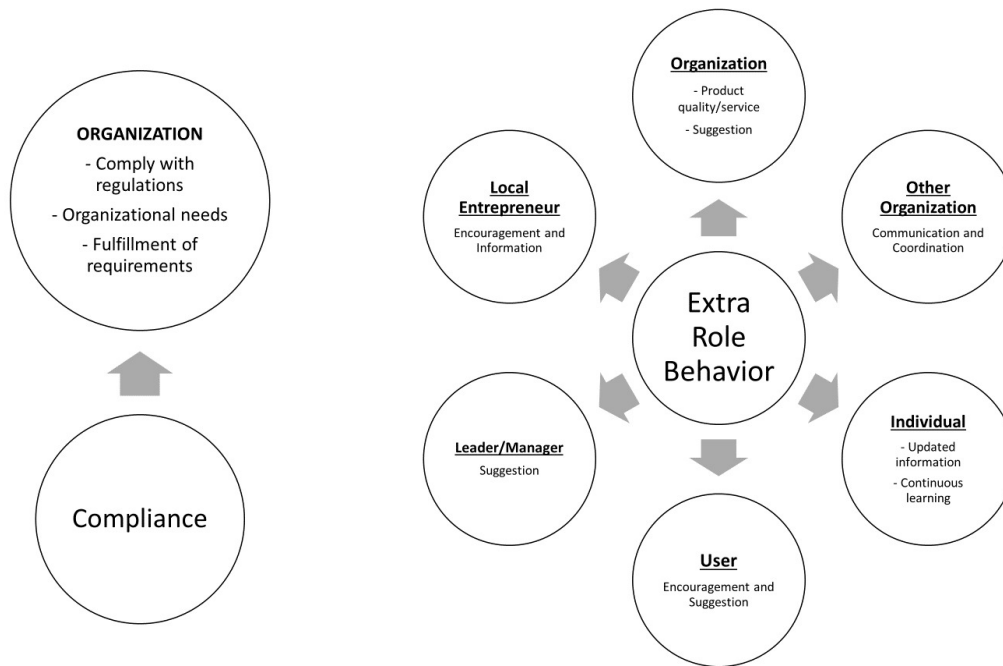 ORGANIZATION
- Comply with
regulations
- Organizational needs
- Fulfillment of
requirements
Compliance
Organization
- Product
quality/service
- Suggestion
Local
Entrepreneur
Encouragement and
Information
Other
Organization
Communication and
Coordination
Extra
Role
Behavior
Leader/Manager
Suggestion
Individual
- Updated
information
- Continuous
learning
User
Encouragement and
Suggestion